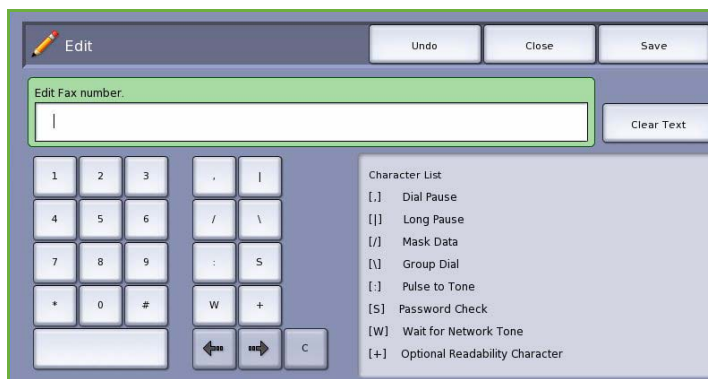 Edit
Undo
Close
Save
Edit Fax number.
Clear Text
1 2 3 , |
4 5 6 / \
7 8 9 : S
* 0 # W +
C
Character List
[,] Dial Pause
[|] Long Pause
[/] Mask Data
[\] Group Dial
[:] Pulse to Tone
[S] Password Check
[W] Wait for Network Tone
[+] Optional Readability Character